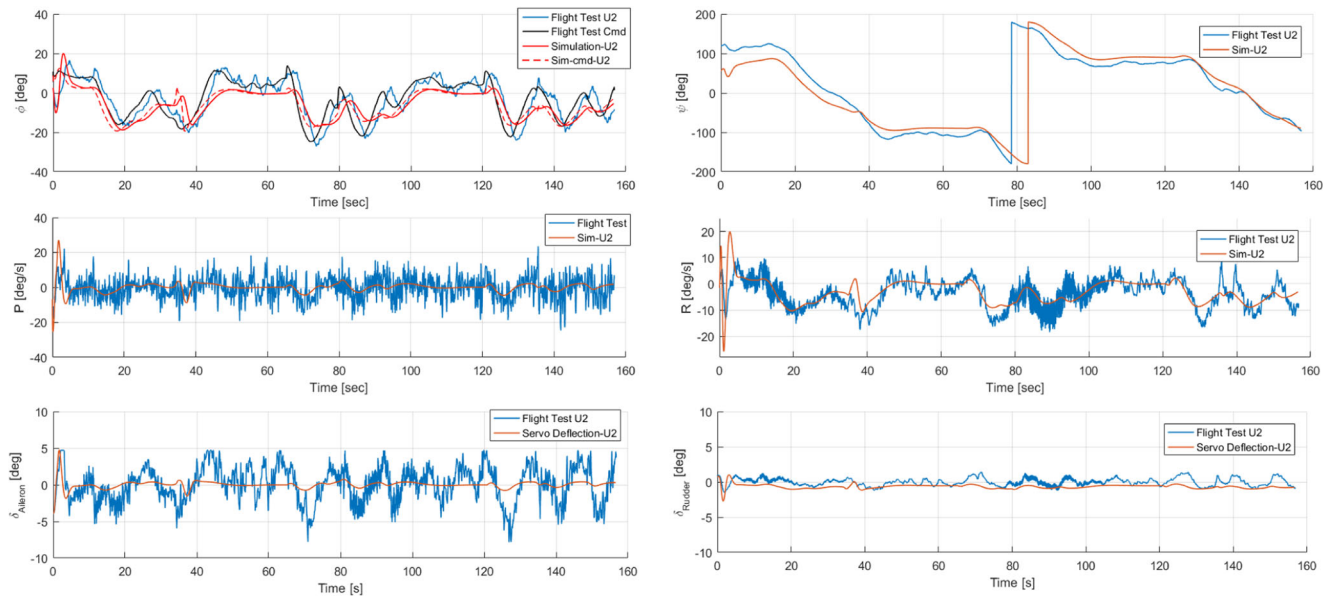 40
20
0
-20
-40
ϕ [deg]
0 20 40 60 80 100 120 140 160
Time [sec]
Flight Test U2
Flight Test Cmd
Simulation-U2
Sim-cmd-U2
200
100
0
-100
-200
ψ [deg]
0 20 40 60 80 100 120 140 160
Time [sec]
Flight Test U2
Sim-U2
40
20
0
-20
-40
P [deg/s]
0 20 40 60 80 100 120 140 160
Time [sec]
Flight Test
Sim-U2
20
10
0
-10
-20
R [deg/s]
0 20 40 60 80 100 120 140 160
Time [sec]
Flight Test U2
Sim-U2
10
5
0
-5
-10
δAileron [deg]
0 20 40 60 80 100 120 140 160
Time [s]
Flight Test U2
Servo Deflection-U2
10
5
0
-5
-10
δRudder [deg]
0 20 40 60 80 100 120 140 160
Time [s]
Flight Test U2
Servo Deflection-U2